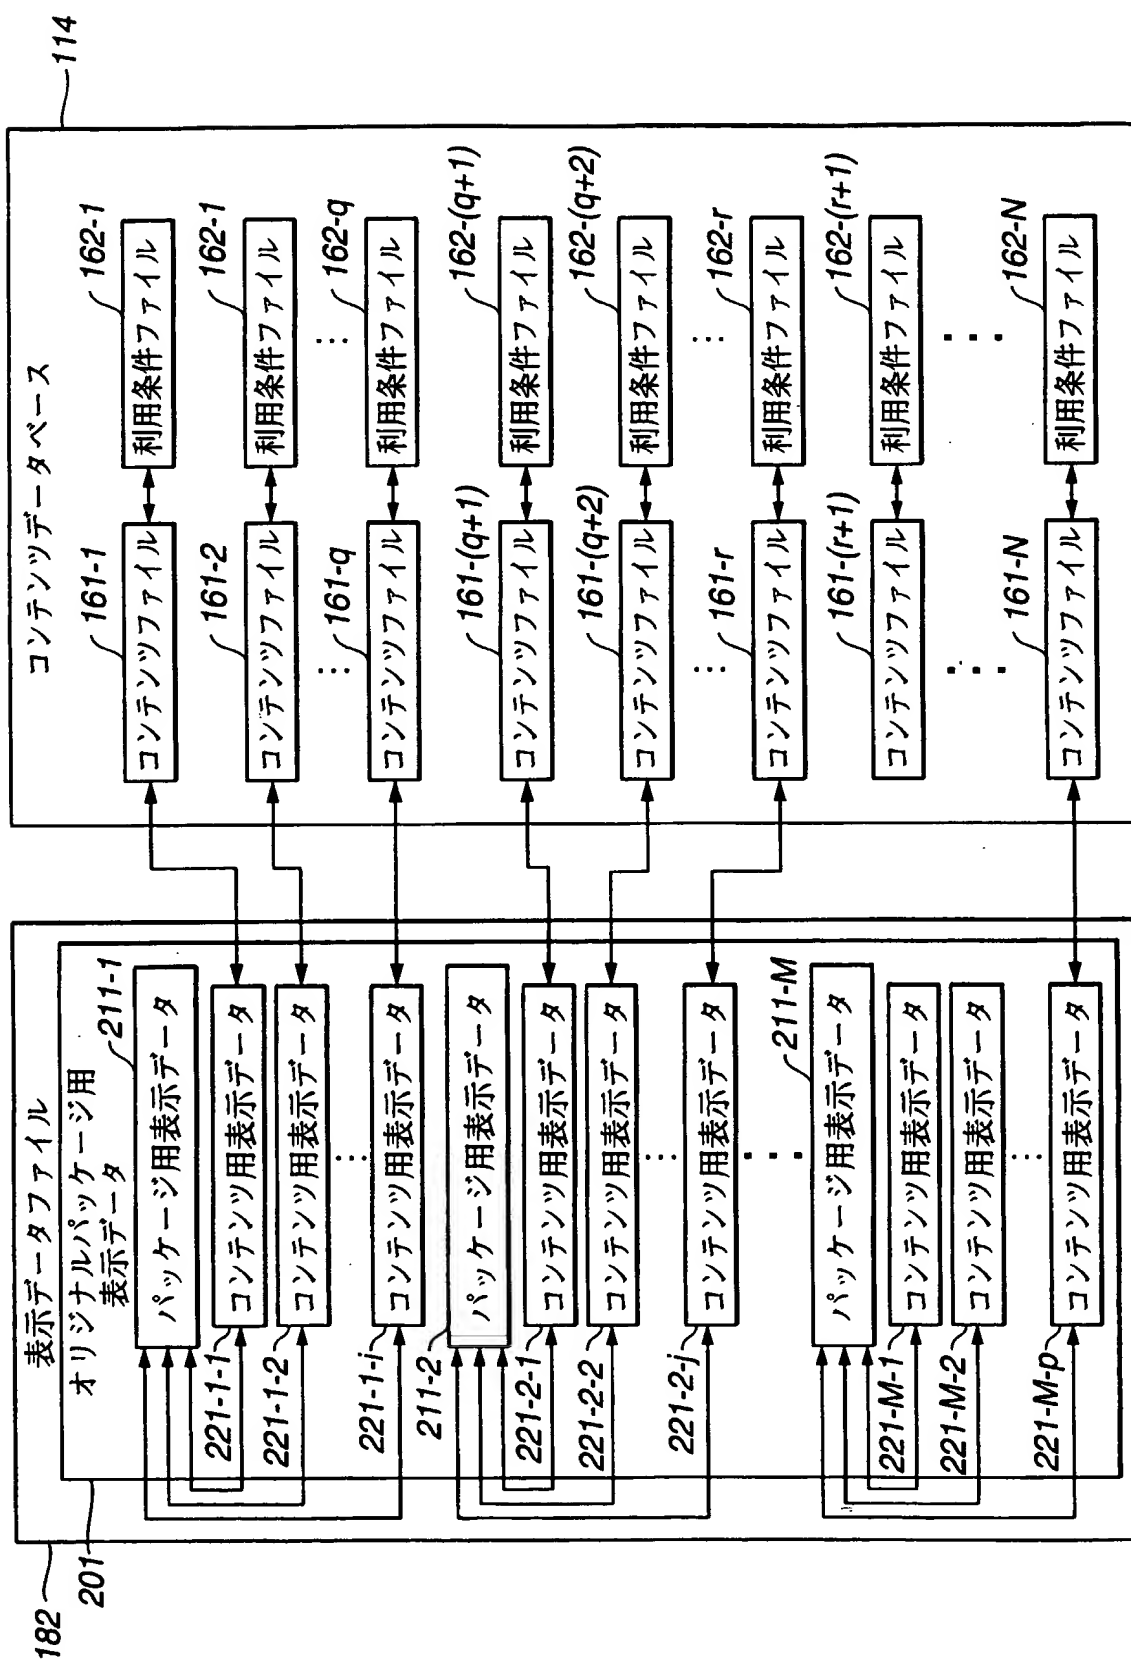 182
表示データファイル
201
オリジナルパッケージ用
表示データ
211-1
パッケージ用表示データ
221-1-1
コンテンツ用表示データ
221-1-2
コンテンツ用表示データ
⋮
221-1-i
コンテンツ用表示データ
211-2
パッケージ用表示データ
221-2-1
コンテンツ用表示データ
221-2-2
コンテンツ用表示データ
⋮
221-2-j
コンテンツ用表示データ
⋮
211-M
パッケージ用表示データ
221-M-1
コンテンツ用表示データ
221-M-2
コンテンツ用表示データ
⋮
221-M-p
コンテンツ用表示データ
114
コンテンツデータベース
161-1
コンテンツファイル
162-1
利用条件ファイル
161-2
コンテンツファイル
162-1
利用条件ファイル
⋮
⋮
161-q
コンテンツファイル
162-q
利用条件ファイル
161-(q+1)
コンテンツファイル
162-(q+1)
利用条件ファイル
161-(q+2)
コンテンツファイル
162-(q+2)
利用条件ファイル
⋮
⋮
161-r
コンテンツファイル
162-r
利用条件ファイル
161-(r+1)
コンテンツファイル
162-(r+1)
利用条件ファイル
⋮
⋮
161-N
コンテンツファイル
162-N
利用条件ファイル